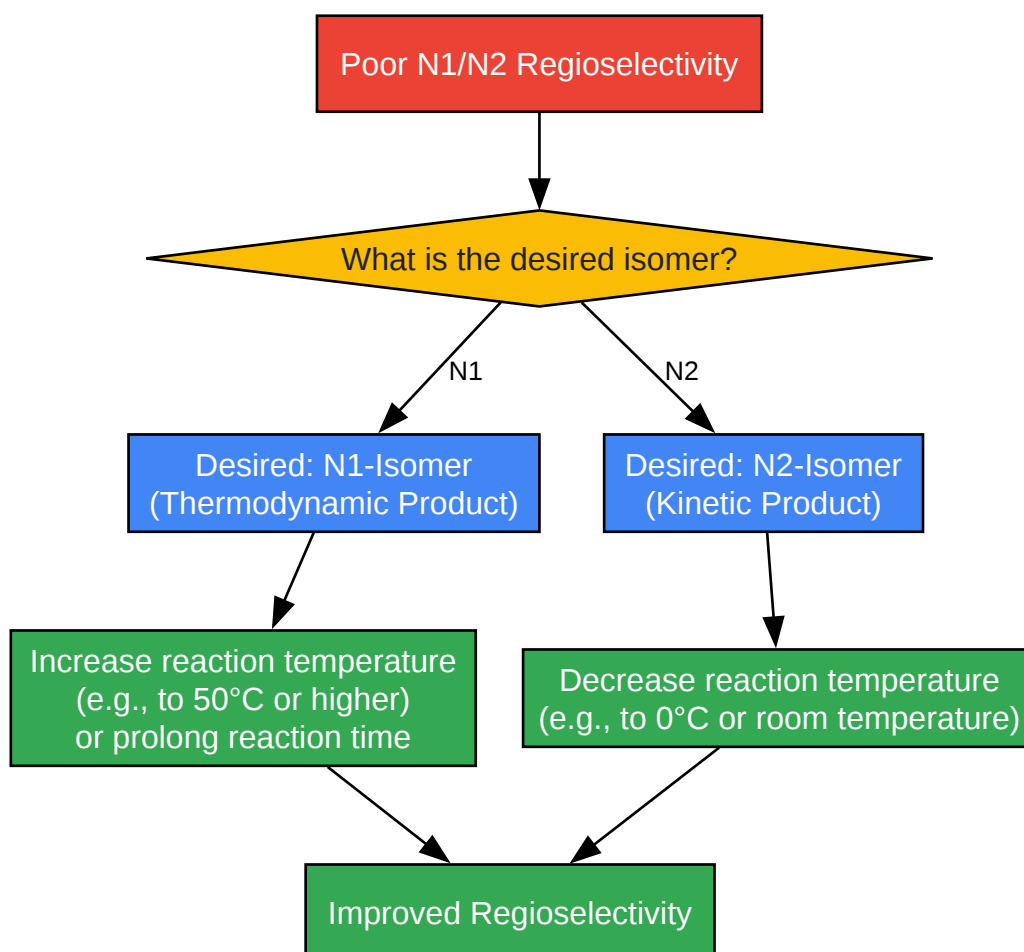 Poor N1/N2 Regioselectivity
What is the desired isomer?
N1
N2
Desired: N1-Isomer
(Thermodynamic Product)
Desired: N2-Isomer
(Kinetic Product)
Increase reaction temperature
(e.g., to 50°C or higher)
or prolong reaction time
Decrease reaction temperature
(e.g., to 0°C or room temperature)
Improved Regioselectivity